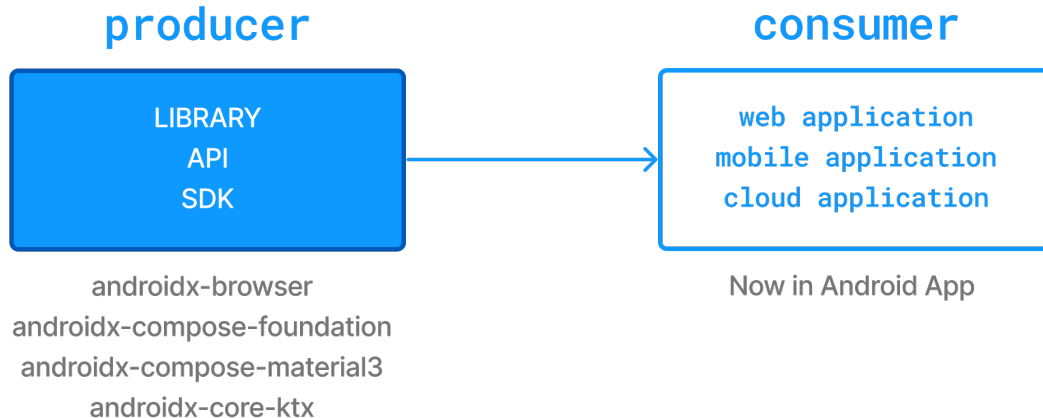 producer
LIBRARY
API
SDK
androidx-browser
androidx-compose-foundation
androidx-compose-material3
androidx-core-ktx
consumer
web application
mobile application
cloud application
Now in Android App